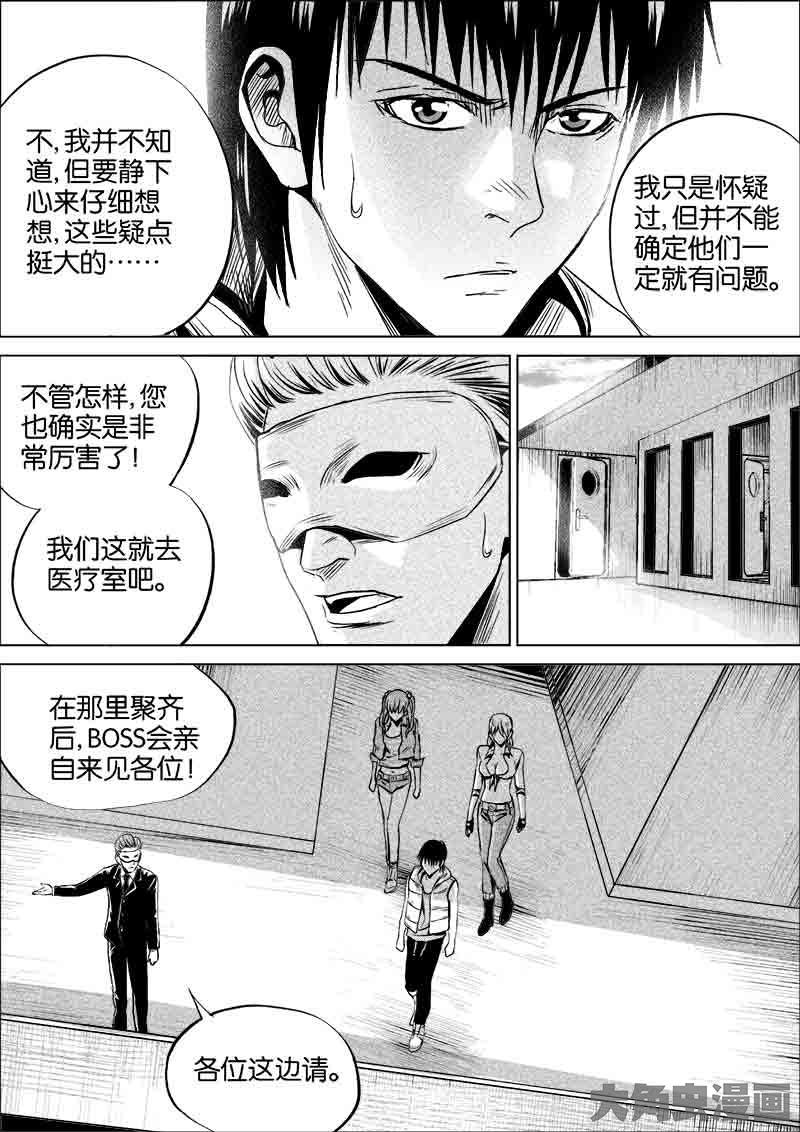 不，我并不知
道，但要静下
心来仔细想
想，这些疑点
挺大的……
我只是怀疑
过，但并不能
确定他们一
定就有问题。
不管怎样，您
也确实是非
常厉害了！
我们这就去
医疗室吧。
在那里聚齐
后，BOSS会亲
自来见各位！
各位这边请。
大角虫漫画